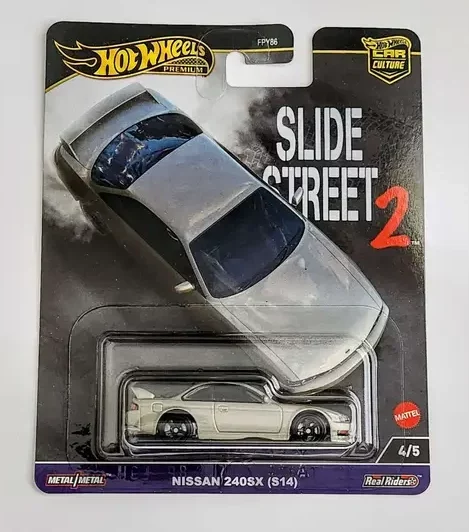 HOT WHEELS
PREMIUM
FPY86
HOT WHEELS
CAR
CULTURE
SLIDE
STREET
2 TM
MATTEL
4/5
METAL/METAL
NISSAN 240SX (S14)
Real Riders